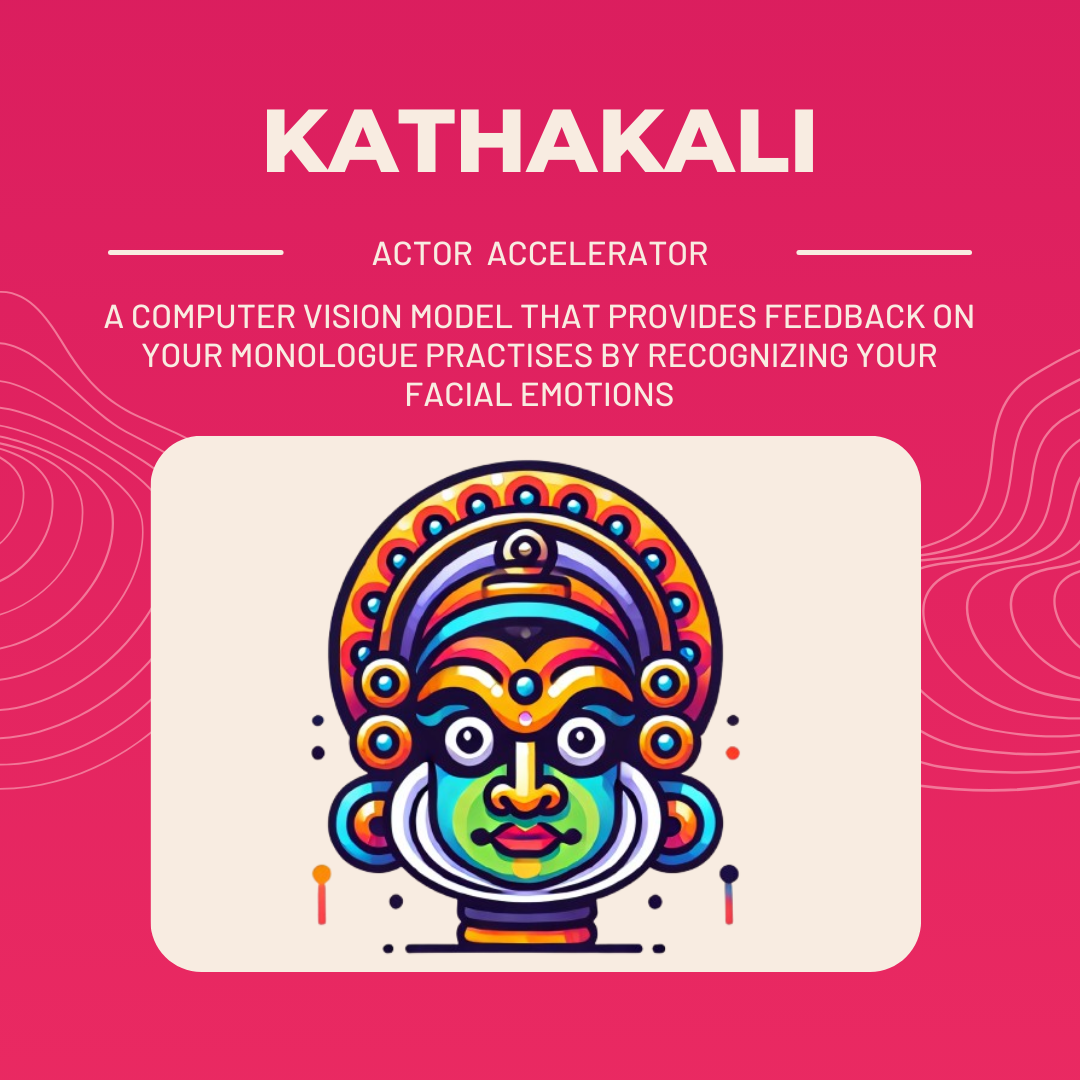 KATHAKALI
ACTOR ACCELERATOR
A COMPUTER VISION MODEL THAT PROVIDES FEEDBACK ON
YOUR MONOLOGUE PRACTISES BY RECOGNIZING YOUR
FACIAL EMOTIONS